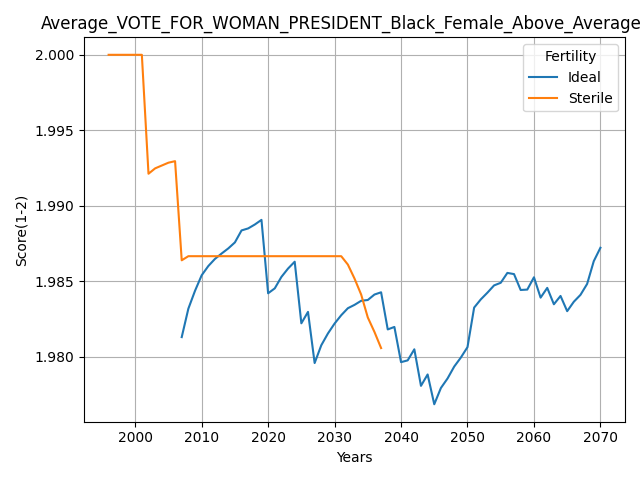 Average_VOTE_FOR_WOMAN_PRESIDENT_Black_Female_Above_Average
Fertility
Ideal
Sterile
Score(1-2)
2.000
1.995
1.990
1.985
1.980
2000 2010 2020 2030 2040 2050 2060 2070
Years